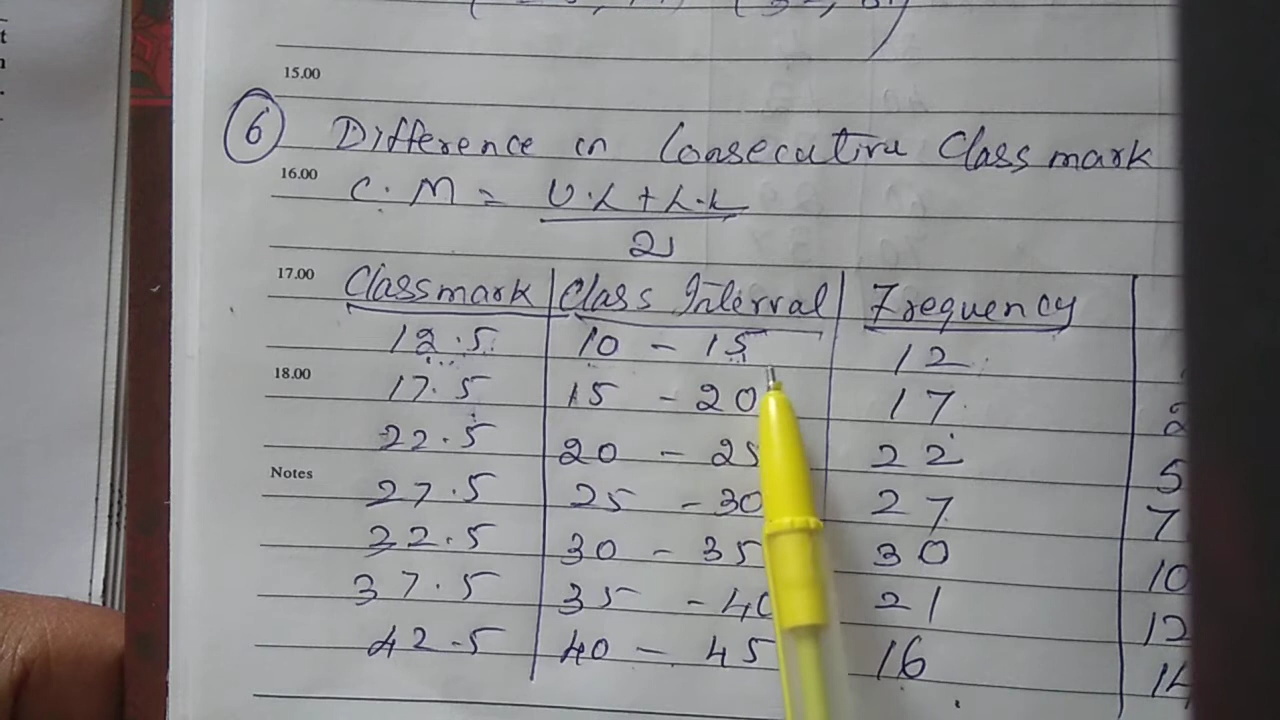 15.00
6 Difference in Consecutive Class mark
16.00
C.M = U.L + L.L
2
17.00
Classmark Class Interval Frequency
12.5 10 - 15 12
18.00
17.5 15 - 20 17 2
22.5 20 - 25 22 5
Notes
27.5 25 - 30 27 7
32.5 30 - 35 30 10
37.5 35 - 40 21 12
42.5 40 - 45 16 14